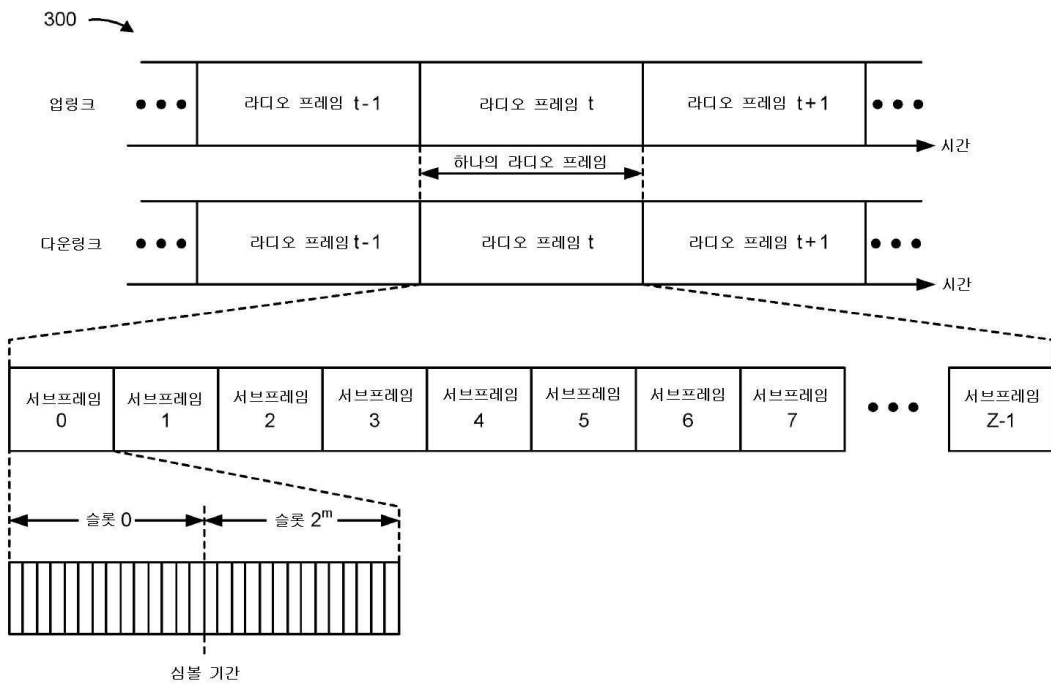 300
업링크
라디오 프레임 t-1
라디오 프레임 t
라디오 프레임 t+1
시간
하나의 라디오 프레임
다운링크
라디오 프레임 t-1
라디오 프레임 t
라디오 프레임 t+1
시간
서브프레임
0
서브프레임
1
서브프레임
2
서브프레임
3
서브프레임
4
서브프레임
5
서브프레임
6
서브프레임
7
서브프레임
Z-1
슬롯 0
슬롯 2ᵐ
심볼 기간